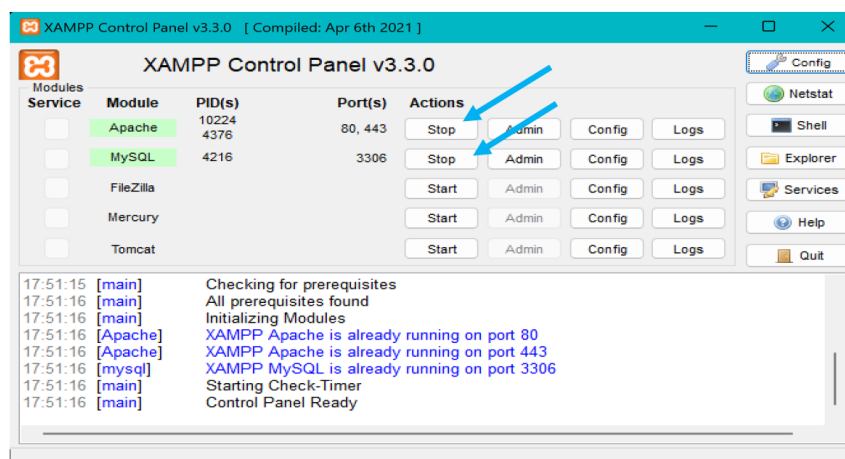 XAMPP Control Panel v3.3.0 [ Compiled: Apr 6th 2021 ]
XAMPP Control Panel v3.3.0
Config
Modules
Service Module PID(s) Port(s) Actions
Netstat
Apache 10224 4376 80, 443 Stop Admin Config Logs
Shell
MySQL 4216 3306 Stop Admin Config Logs
Explorer
FileZilla Start Admin Config Logs
Services
Mercury Start Admin Config Logs
Help
Tomcat Start Admin Config Logs
Quit
17:51:15 [main] Checking for prerequisites
17:51:16 [main] All prerequisites found
17:51:16 [main] Initializing Modules
17:51:16 [Apache] XAMPP Apache is already running on port 80
17:51:16 [Apache] XAMPP Apache is already running on port 443
17:51:16 [mysql] XAMPP MySQL is already running on port 3306
17:51:16 [main] Starting Check-Timer
17:51:16 [main] Control Panel Ready